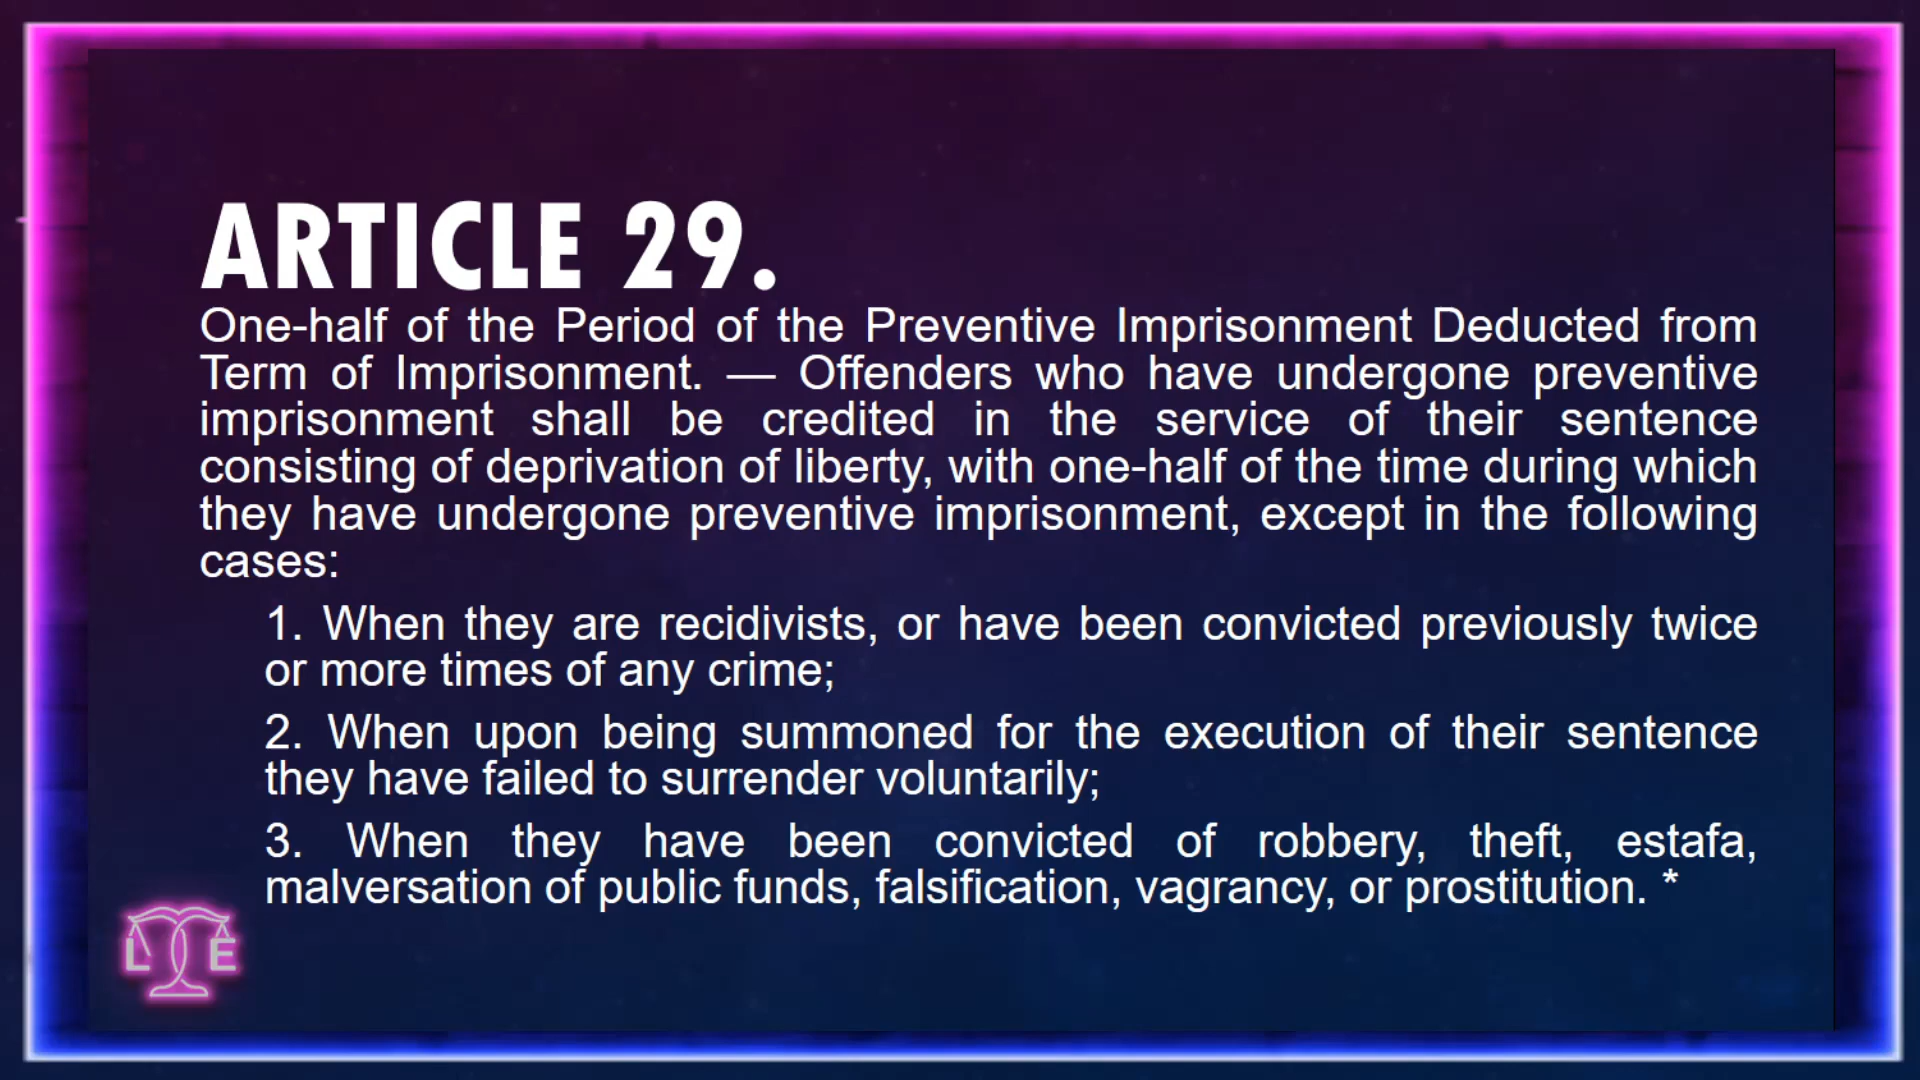 ARTICLE 29.
One-half of the Period of the Preventive Imprisonment Deducted from
Term of Imprisonment. — Offenders who have undergone preventive
imprisonment shall be credited in the service of their sentence
consisting of deprivation of liberty, with one-half of the time during which
they have undergone preventive imprisonment, except in the following
cases:
1. When they are recidivists, or have been convicted previously twice
or more times of any crime;
2. When upon being summoned for the execution of their sentence
they have failed to surrender voluntarily;
3. When they have been convicted of robbery, theft, estafa,
malversation of public funds, falsification, vagrancy, or prostitution. *
L E